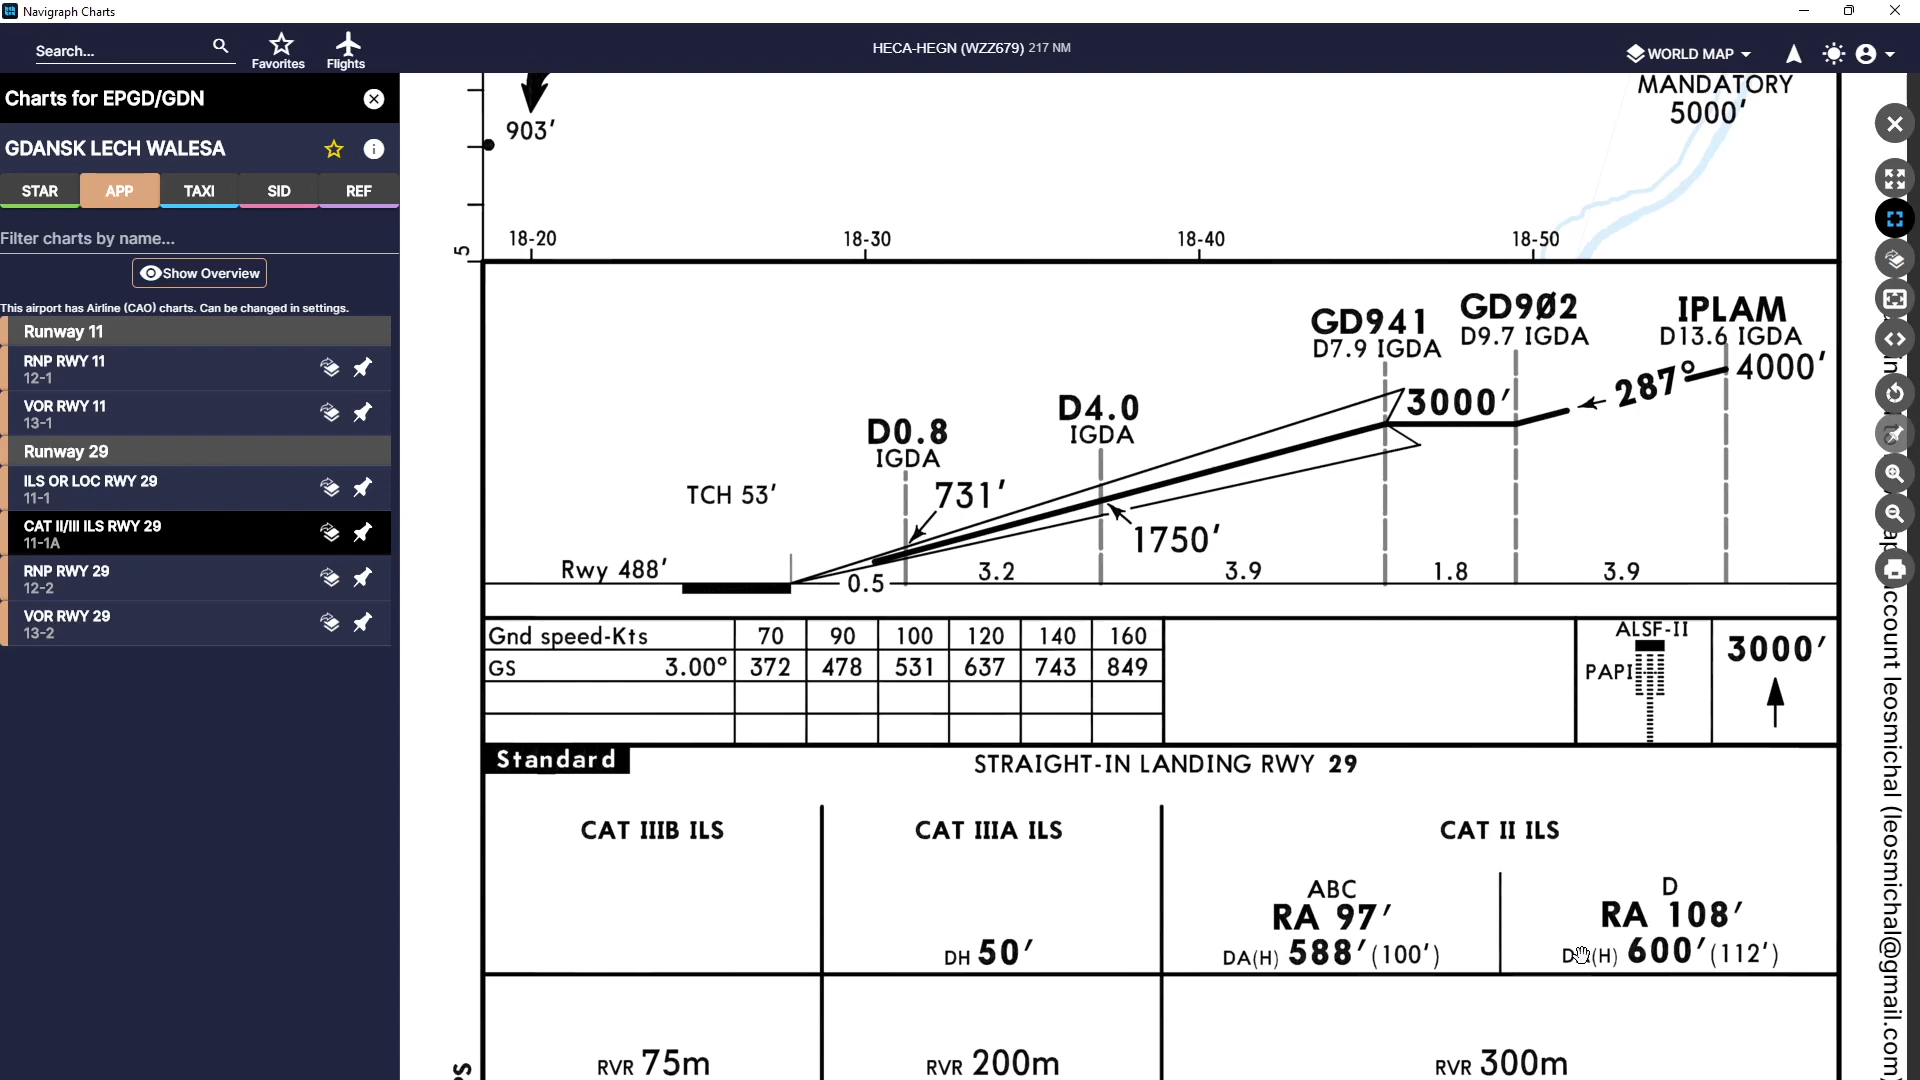 Navigraph Charts
Search...
Favorites
Flights
HECA-HEGN (WZZ679) 217 NM
WORLD MAP
Charts for EPGD/GDN
GDANSK LECH WALESA
STAR
APP
TAXI
SID
REF
Filter charts by name...
Show Overview
This airport has Airline (CAO) charts. Can be changed in settings.
Runway 11
RNP RWY 11
12-1
VOR RWY 11
13-1
Runway 29
ILS OR LOC RWY 29
11-1
CAT II/III ILS RWY 29
11-1A
RNP RWY 29
12-2
VOR RWY 29
13-2
MANDATORY
5000'
903'
5
18-20 18-30 18-40 18-50
GD941
D7.9 IGDA
GD9Ø2
D9.7 IGDA
IPLAM
D13.6 IGDA
4000'
287°
3000'
D4.0
IGDA
D0.8
IGDA
TCH 53'
731'
1750'
Rwy 488'
0.5 3.2 3.9 1.8 3.9
Gnd speed-Kts 70 90 100 120 140 160
GS 3.00° 372 478 531 637 743 849
ALSF-II
PAPI
3000'
Standard
STRAIGHT-IN LANDING RWY 29
CAT IIIB ILS
CAT IIIA ILS
CAT II ILS
ABC
RA 97'
DA(H) 588'(100')
D
RA 108'
(H) 600'(112')
DH 50'
RVR 75m
RVR 200m
RVR 300m
account leosmichal (leosmichal@gmail.com)